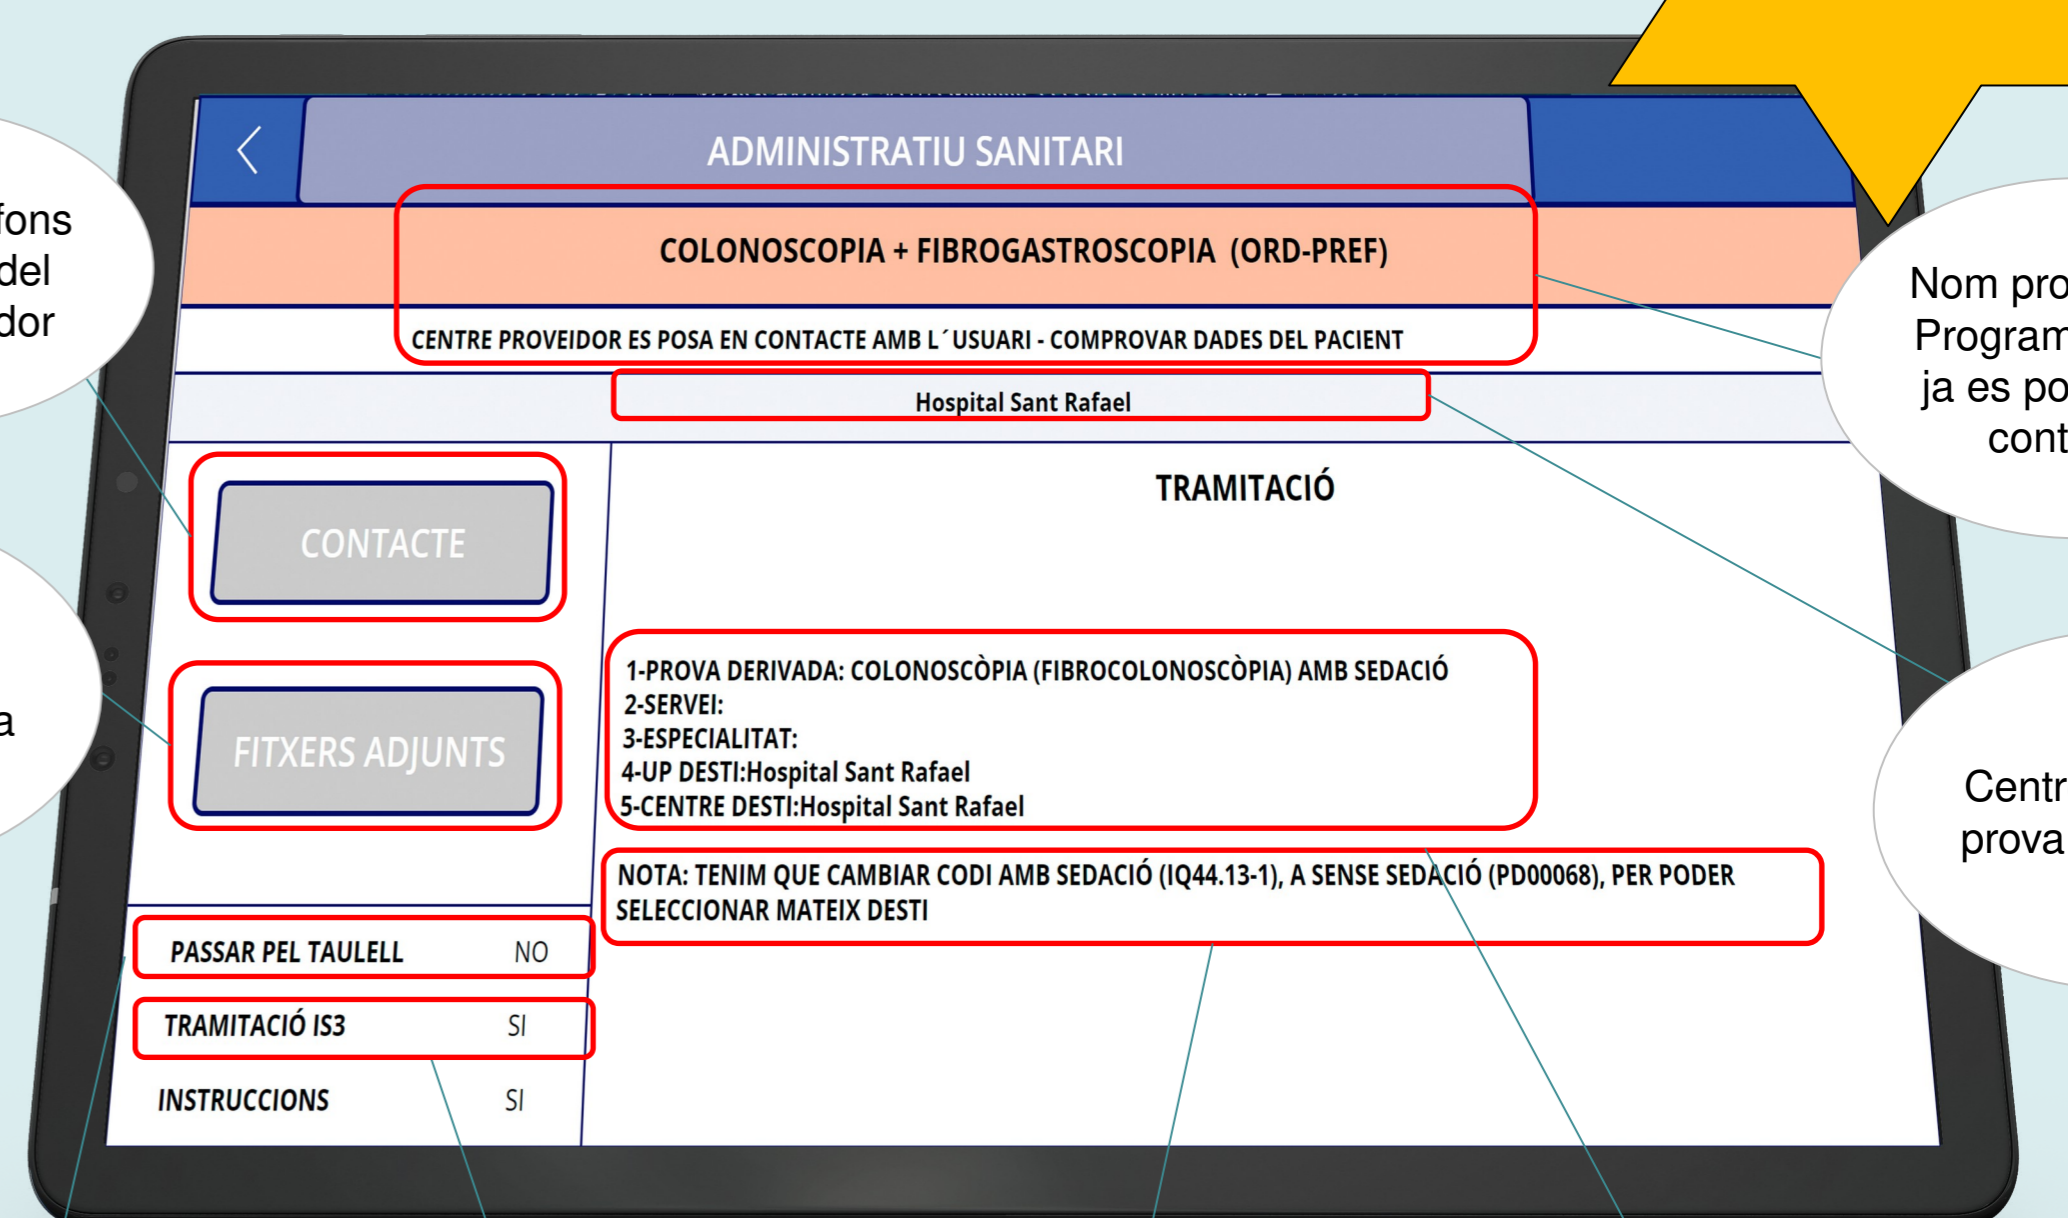 ADMINISTRATIU SANITARI
COLONOSCOPIA + FIBROGASTROSCOPIA (ORD-PREF)
CENTRE PROVEIDOR ES POSA EN CONTACTE AMB L´USUARI - COMPROVAR DADES DEL PACIENT
Hospital Sant Rafael
CONTACTE
FITXERS ADJUNTS
PASSAR PEL TAULELL NO
TRAMITACIÓ IS3 SI
INSTRUCCIONS SI
TRAMITACIÓ
1-PROVA DERIVADA: COLONOSCÒPIA (FIBROCOLONOSCÒPIA) AMB SEDACIÓ
2-SERVEI:
3-ESPECIALITAT:
4-UP DESTI:Hospital Sant Rafael
5-CENTRE DESTI:Hospital Sant Rafael
NOTA: TENIM QUE CAMBIAR CODI AMB SEDACIÓ (IQ44.13-1), A SENSE SEDACIÓ (PD00068), PER PODER
SELECCIONAR MATEIX DESTI
fons
del
dor
a
Nom pro
Program
ja es po
cont
Centr
prova